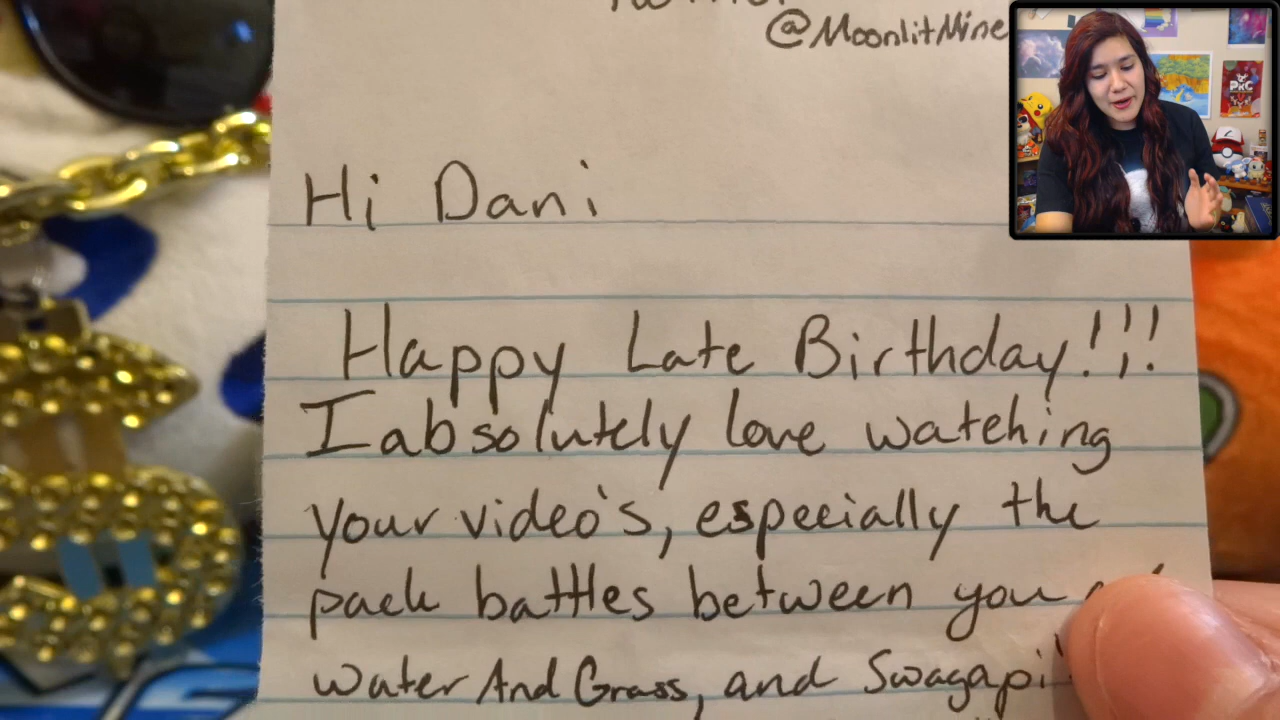 @MoonlitMine
Hi Dani
Happy Late Birthday!!!
I absolutely love watching
your video's, especially the
pack battles between you
Water And Grass, and Swagapi